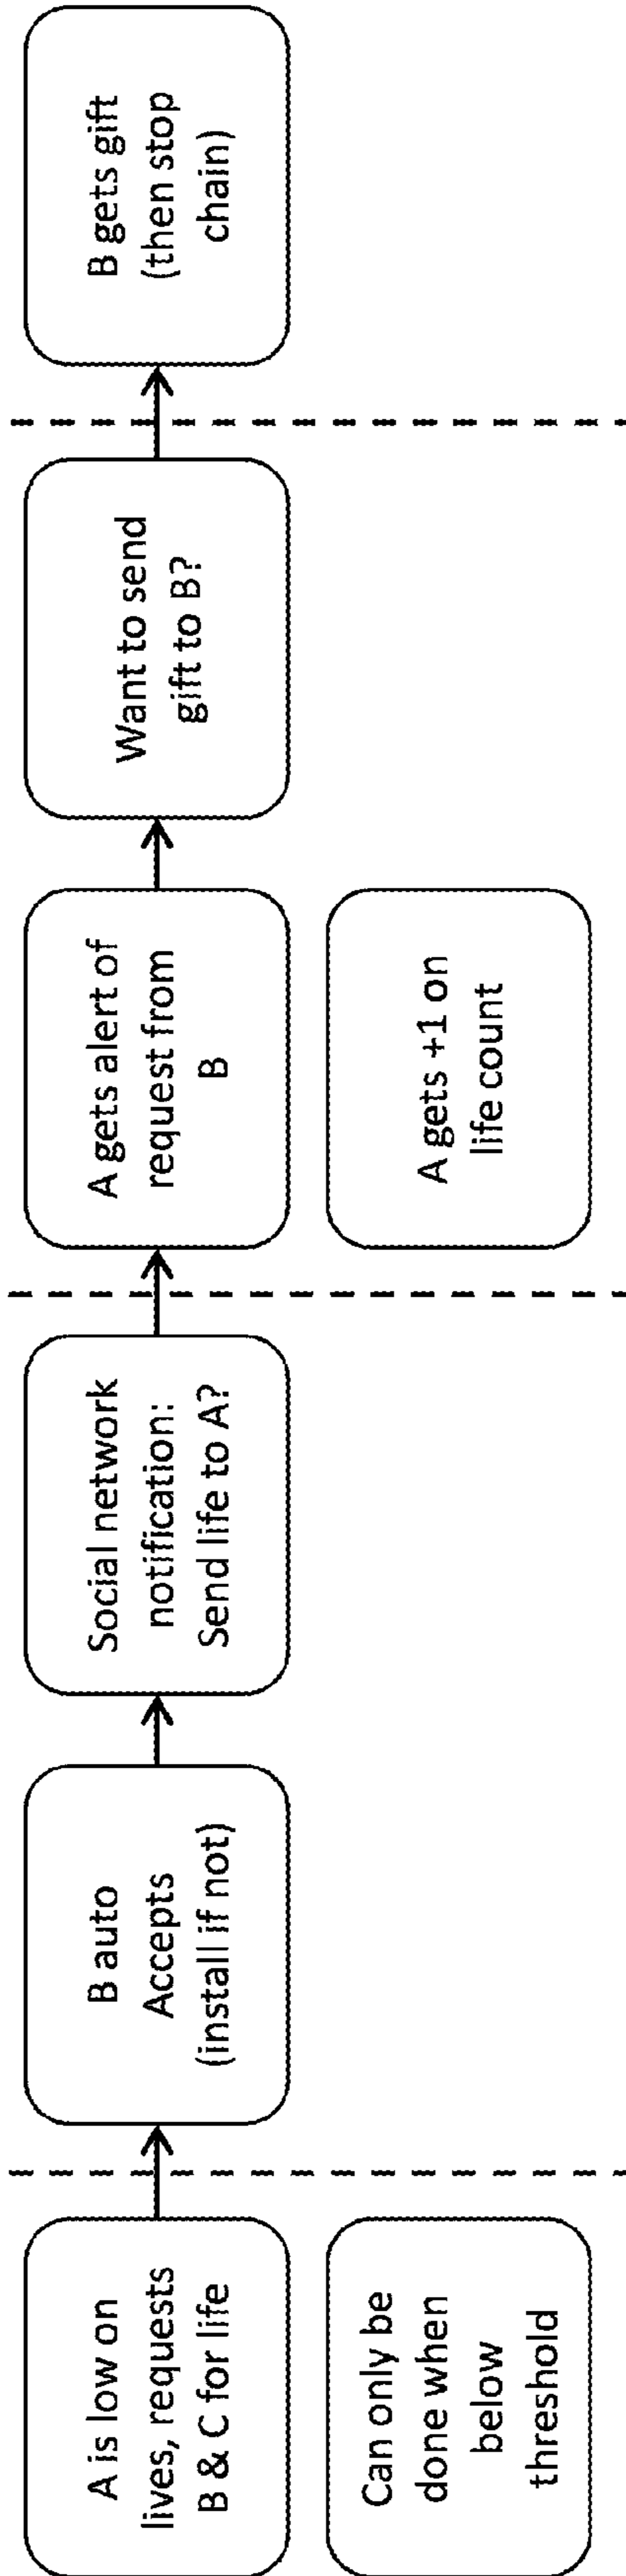 A is low on
lives, requests
B & C for life
Can only be
done when
below
threshold
B auto
Accepts
(install if not)
Social network
notification:
Send life to A?
A gets alert of
request from
B
A gets +1 on
life count
Want to send
gift to B?
B gets gift
(then stop
chain)